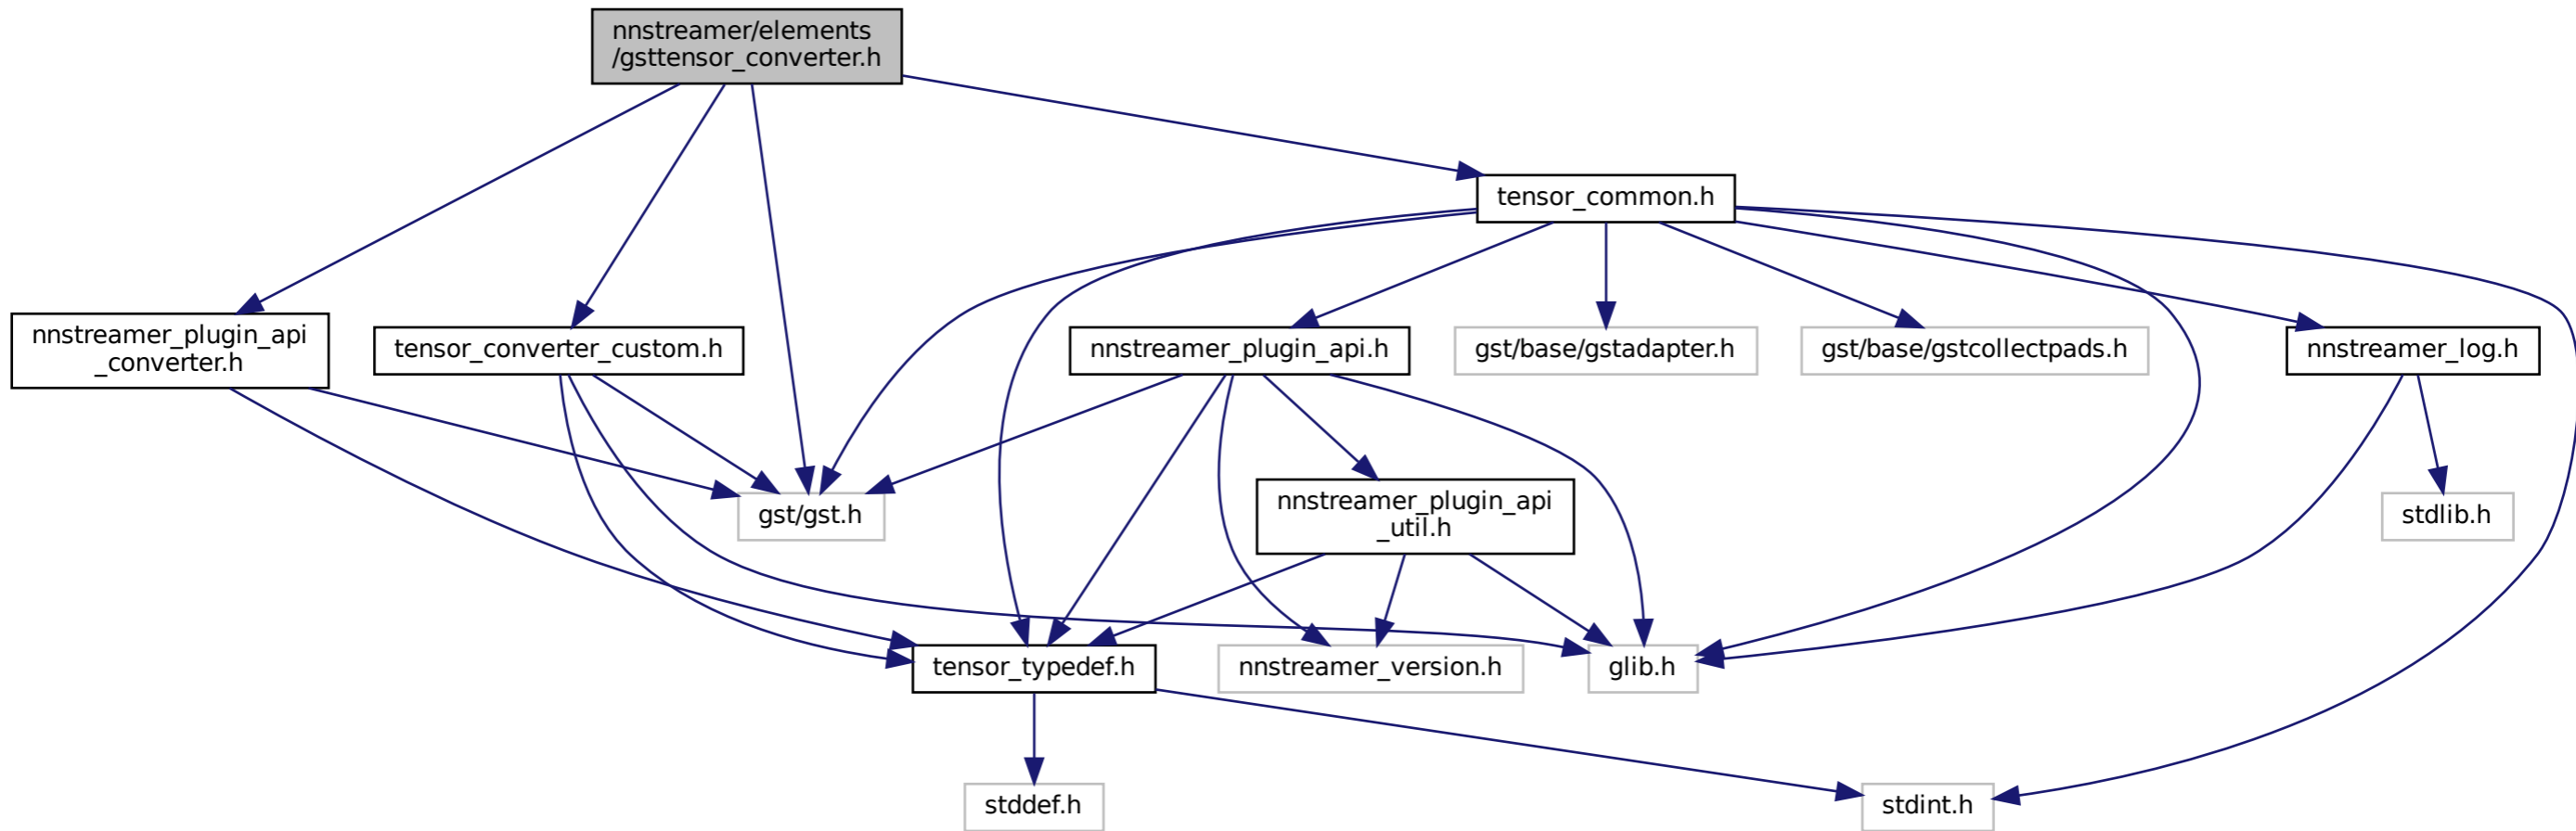 nnstreamer/elements
/gsttensor_converter.h
tensor_common.h
nnstreamer_plugin_api
_converter.h
tensor_converter_custom.h
nnstreamer_plugin_api.h
gst/base/gstadapter.h
gst/base/gstcollectpads.h
nnstreamer_log.h
gst/gst.h
nnstreamer_plugin_api
_util.h
stdlib.h
tensor_typedef.h
nnstreamer_version.h
glib.h
stddef.h
stdint.h